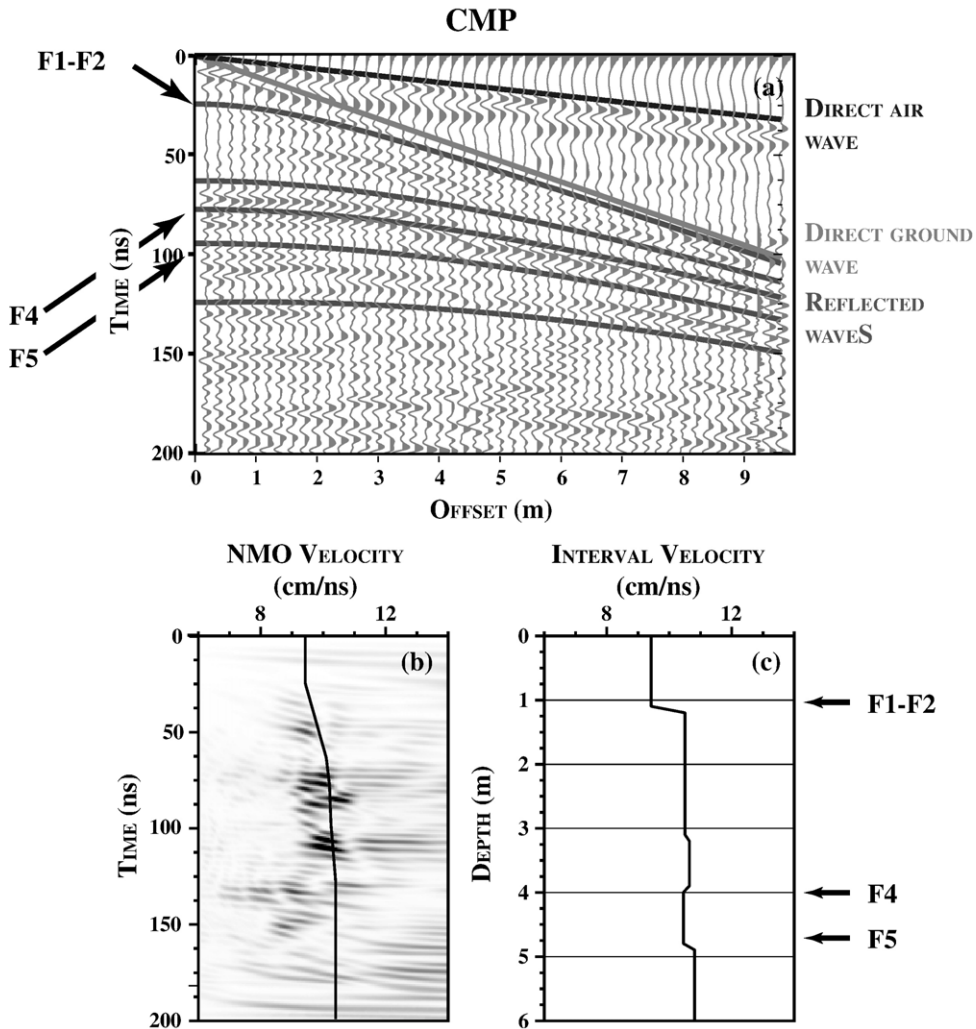 CMP
F1-F2
(a)
DIRECT AIR
WAVE
DIRECT GROUND
WAVE
REFLECTED
WAVES
F4
F5
TIME (ns)
0
50
100
150
200
0 1 2 3 4 5 6 7 8 9
OFFSET (m)
NMO VELOCITY
(cm/ns)
8 12
(b)
TIME (ns)
0
50
100
150
200
INTERVAL VELOCITY
(cm/ns)
8 12
(c)
DEPTH (m)
0
1
2
3
4
5
6
F1-F2
F4
F5